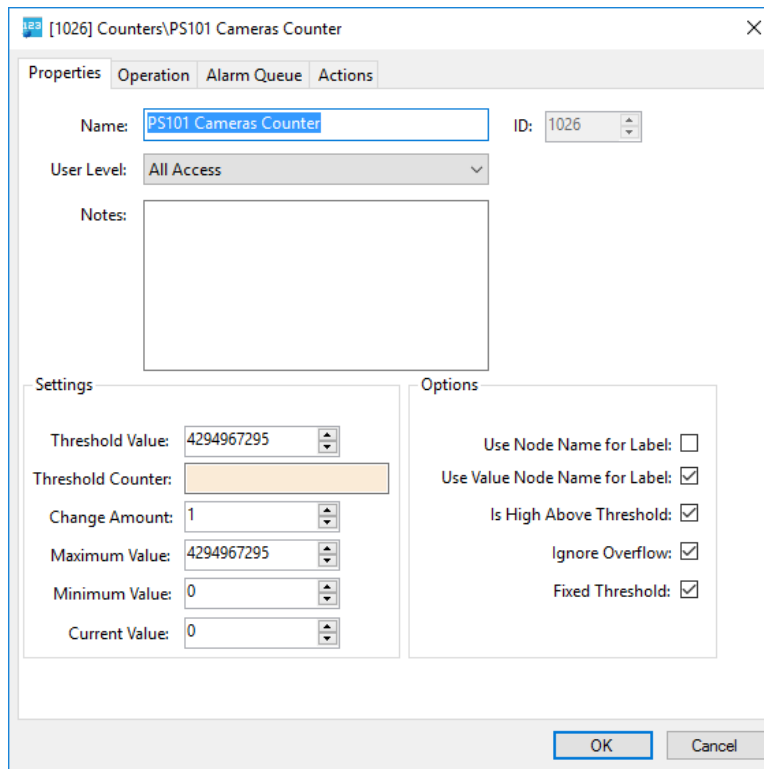 123 [1026] Counters\PS101 Cameras Counter
Properties Operation Alarm Queue Actions
Name: PS101 Cameras Counter ID: 1026
User Level: All Access
Notes:
Settings
Threshold Value: 4294967295
Threshold Counter:
Change Amount: 1
Maximum Value: 4294967295
Minimum Value: 0
Current Value: 0
Options
Use Node Name for Label:
Use Value Node Name for Label:
Is High Above Threshold:
Ignore Overflow:
Fixed Threshold:
OK Cancel